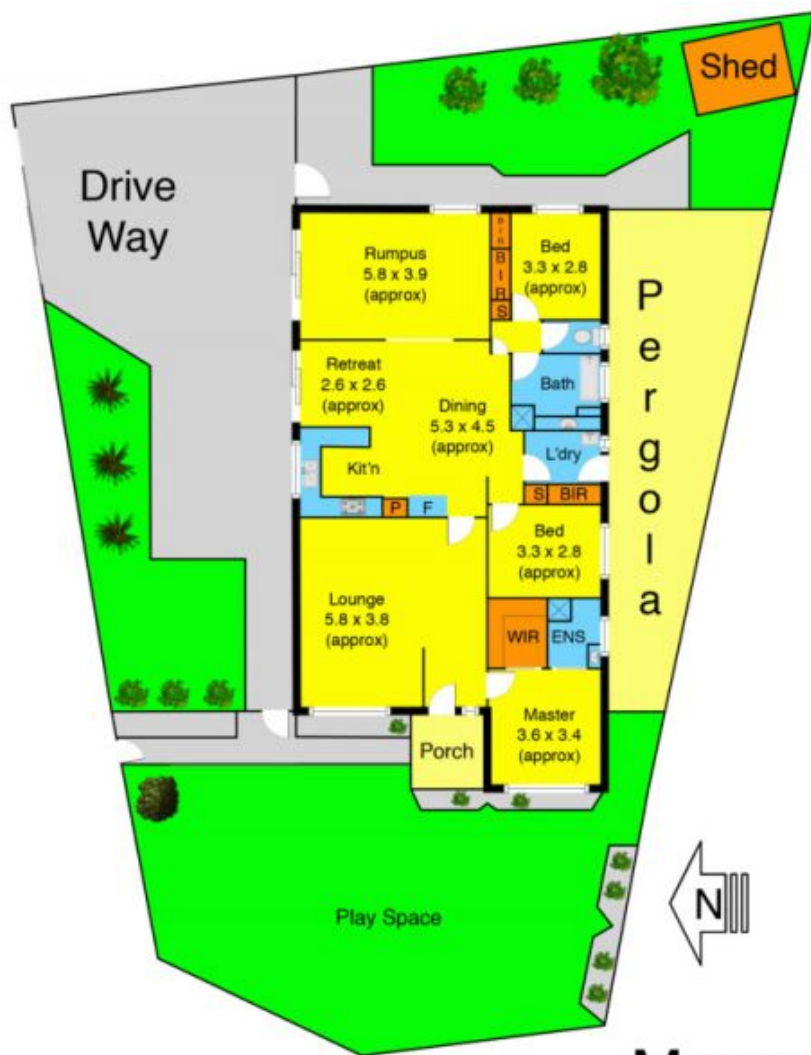 Shed
Drive
Way
Rumpus
5.8 x 3.9
(approx)
B
I
R
S
Bed
3.3 x 2.8
(approx)
Pergola
Retreat
2.6 x 2.6
(approx)
Dining
5.3 x 4.5
(approx)
Bath
Kit'n
L'dry
P
F
S
BIR
Bed
3.3 x 2.8
(approx)
Lounge
5.8 x 3.8
(approx)
WIR
ENS
Master
3.6 x 3.4
(approx)
Porch
Play Space
N